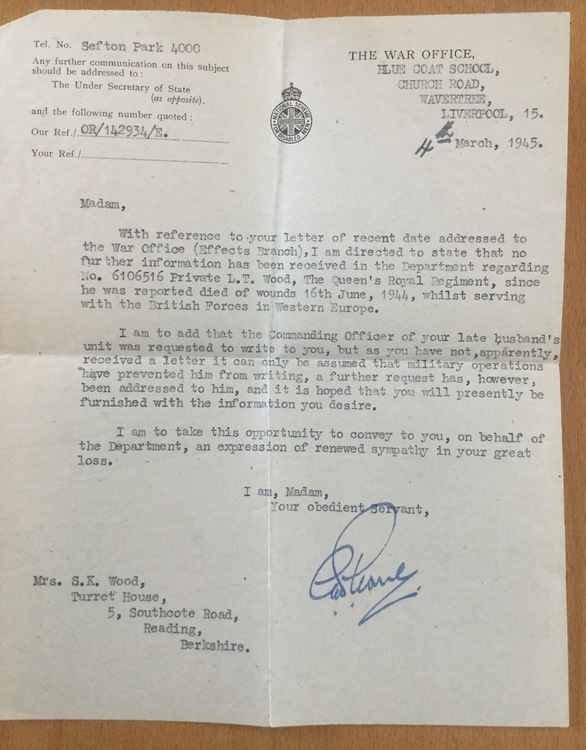 Tel. No. Sefton Park 4000
Any further communication on this subject
should be addressed to :
The Under Secretary of State
(as opposite).
and the following number quoted :
Our Ref./ OR/142934/E.
Your Ref./
THE WAR OFFICE,
BLUE COAT SCHOOL,
CHURCH ROAD,
WAVERTREE,
LIVERPOOL, 15.
4th March, 1945.
NATIONAL SCHEME
FOR DISABLED MEN
Madam,
With reference to your letter of recent date addressed to
the War Office (Effects Branch), I am directed to state that no
further information has been received in the Department regarding
No. 6106516 Private L.T. Wood, The Queen's Royal Regiment, since
he was reported died of wounds 16th June, 1944, whilst serving
with the British Forces in Western Europe.
I am to add that the Commanding Officer of your late husband's
unit was requested to write to you, but as you have not, apparently,
received a letter it can only be assumed that military operations
have prevented him from writing, a further request has, however,
been addressed to him, and it is hoped that you will presently be
furnished with the information you desire.
I am to take this opportunity to convey to you, on behalf of
the Department, an expression of renewed sympathy in your great
loss.
I am, Madam,
Your obedient servant,
Mrs. S.K. Wood,
Turret House,
5, Southcote Road,
Reading,
Berkshire.